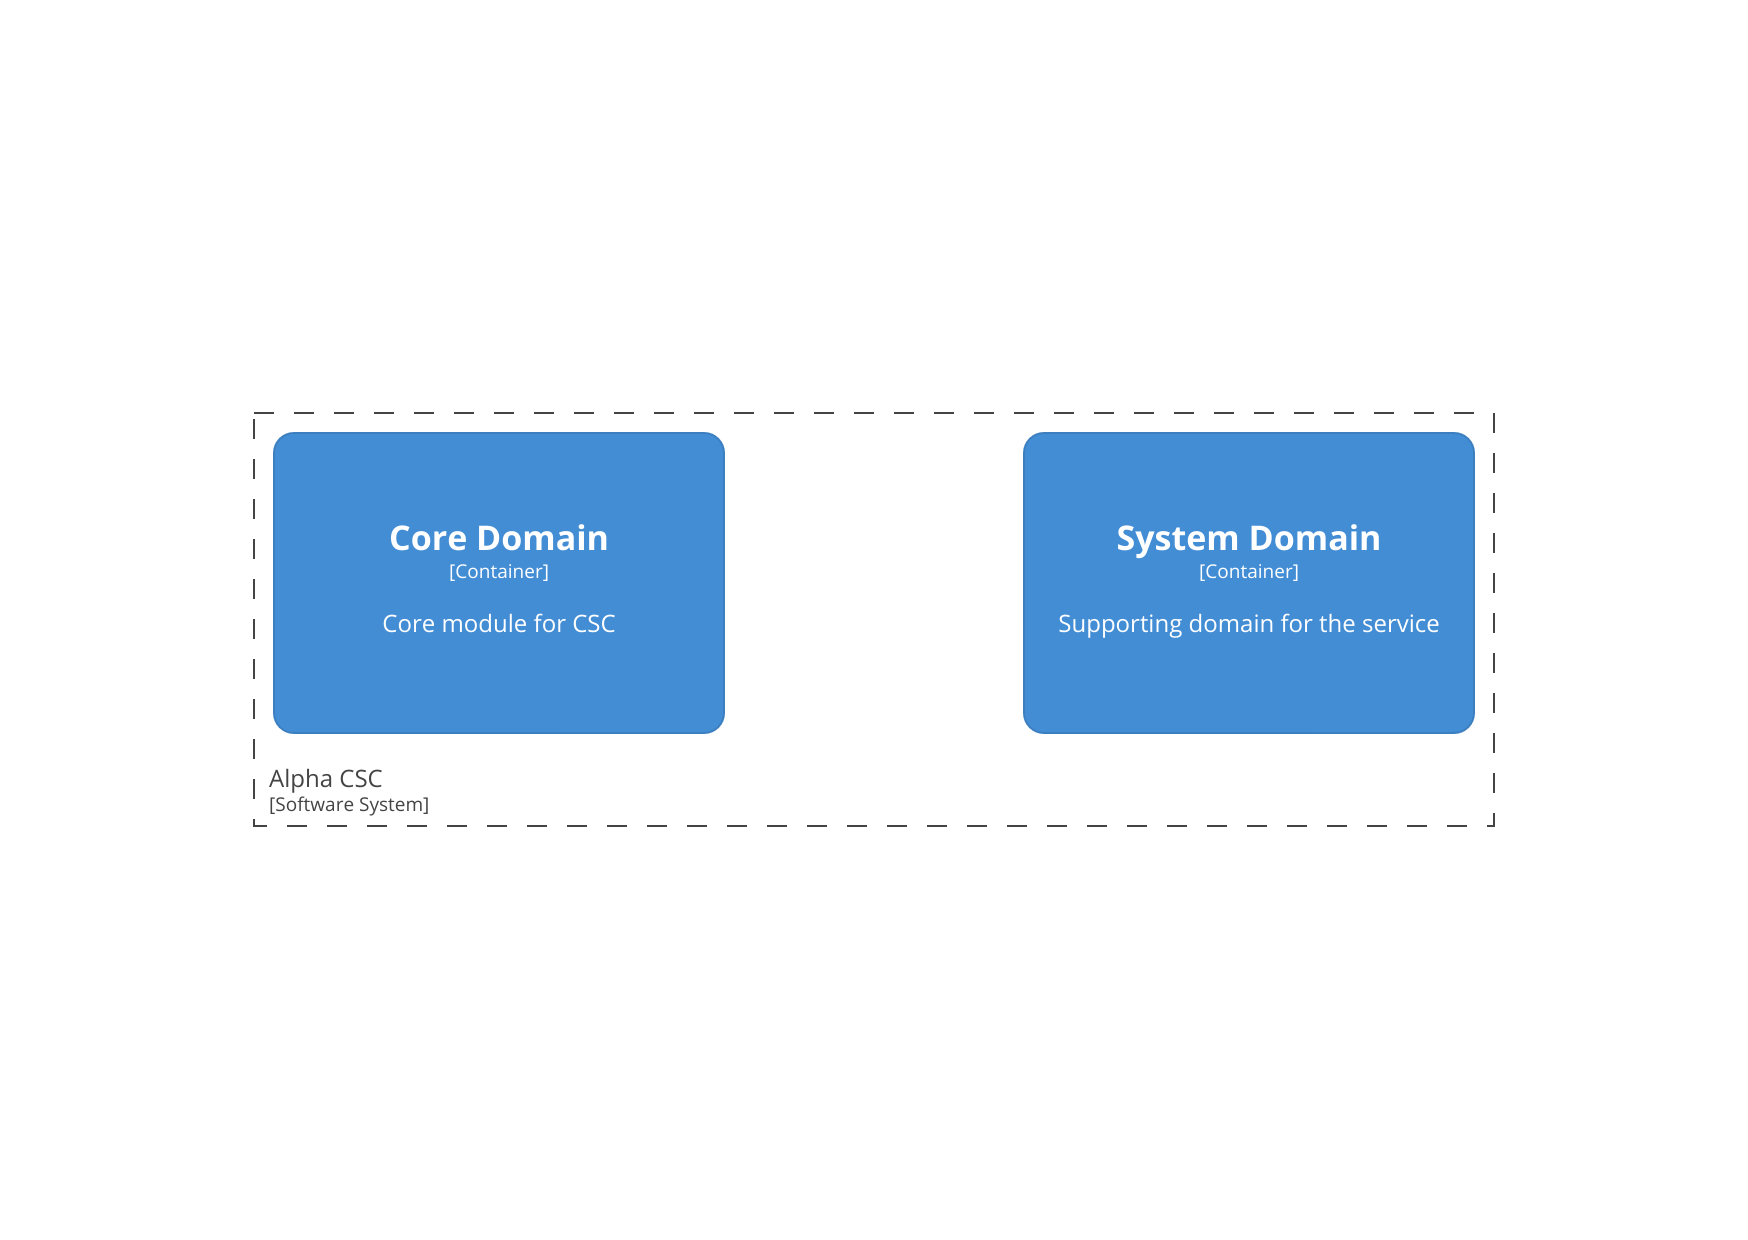 Core Domain
[Container]
Core module for CSC
System Domain
[Container]
Supporting domain for the service
Alpha CSC
[Software System]